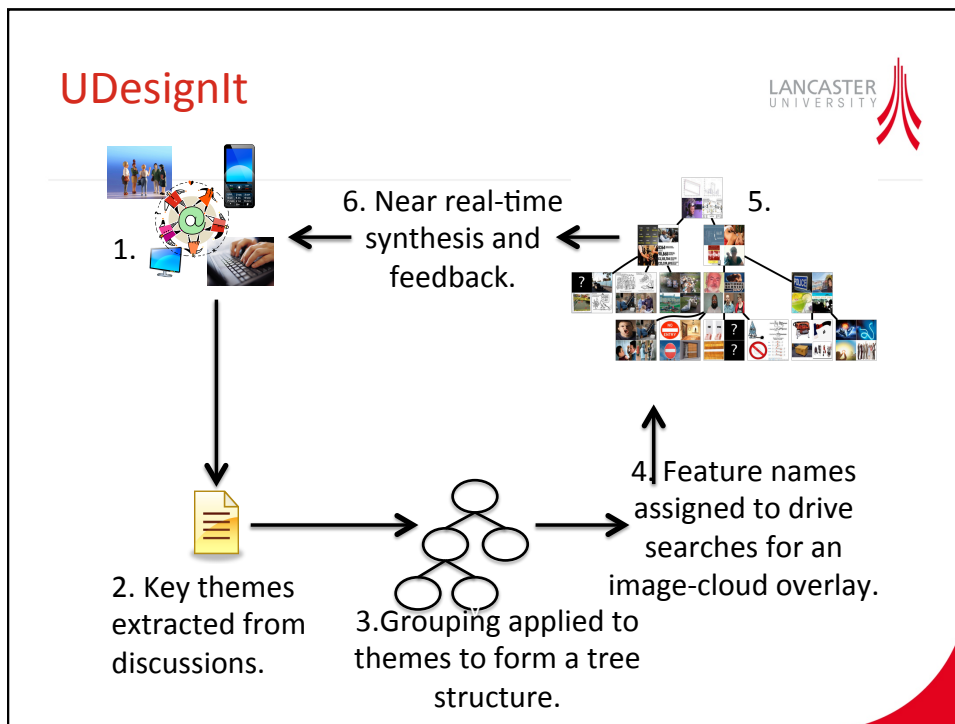 UDesignIt
LANCASTER
UNIVERSITY
1.
2. Key themes
extracted from
discussions.
3.Grouping applied to
themes to form a tree
structure.
4. Feature names
assigned to drive
searches for an
image-cloud overlay.
5.
6. Near real-time
synthesis and
feedback.
@
?
POLICE
?
?